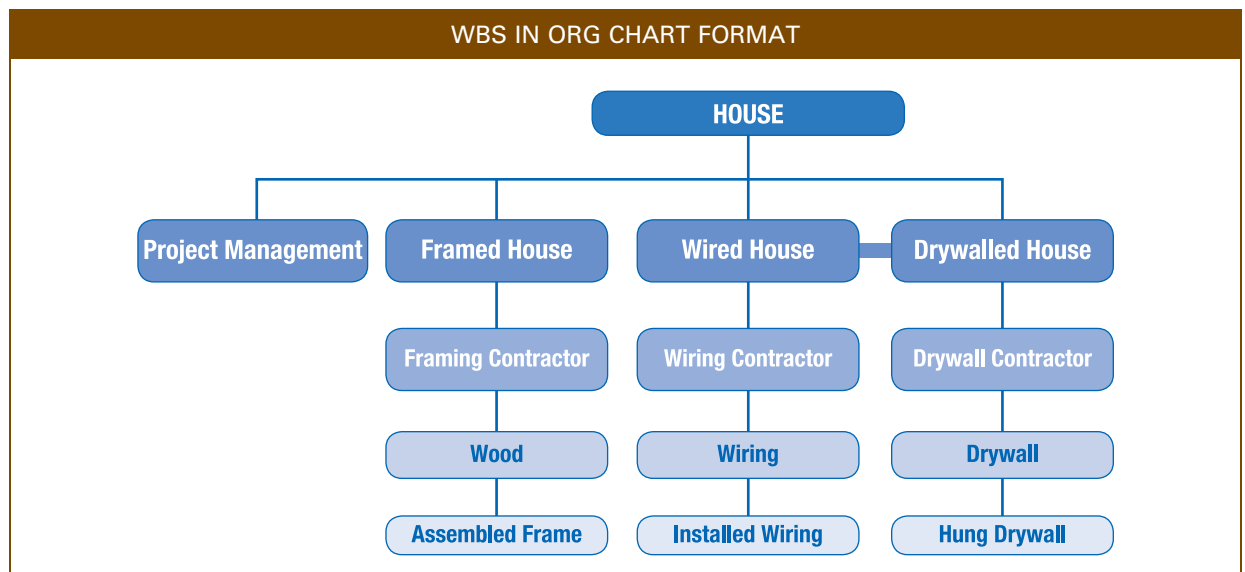 WBS IN ORG CHART FORMAT
HOUSE
Project Management
Framed House
Wired House
Drywalled House
Framing Contractor
Wiring Contractor
Drywall Contractor
Wood
Wiring
Drywall
Assembled Frame
Installed Wiring
Hung Drywall